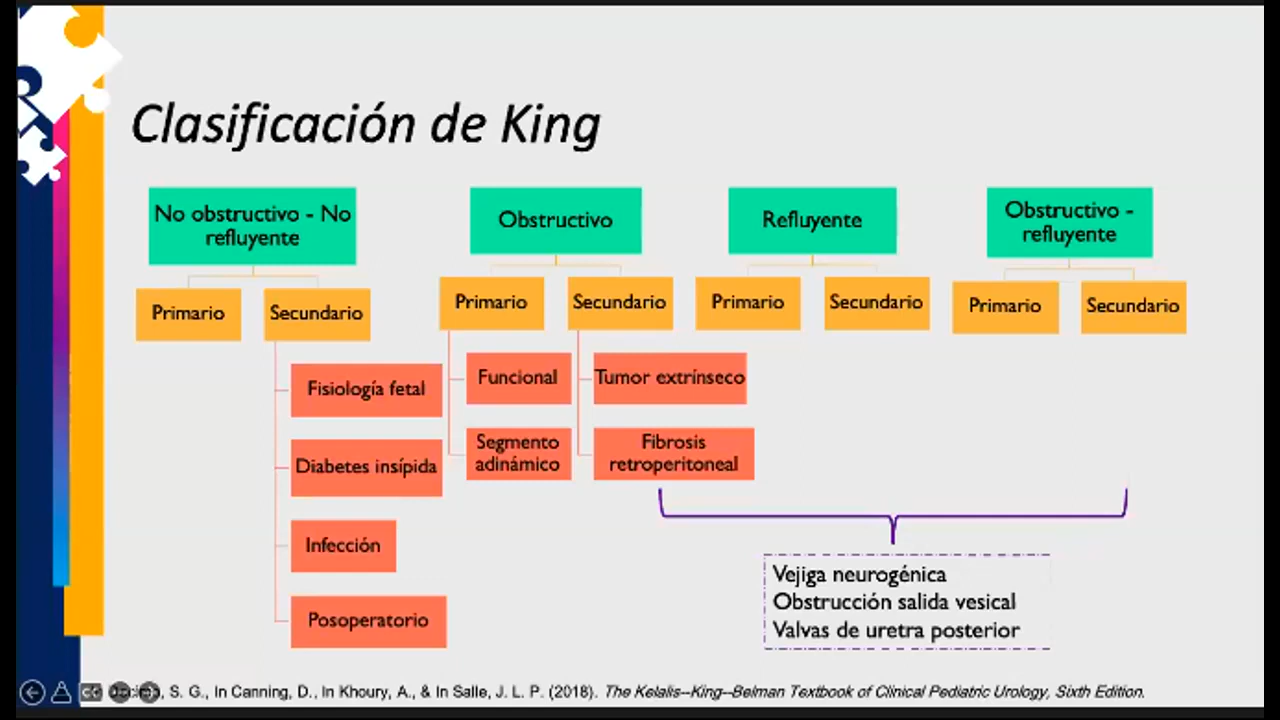 Clasificación de King
No obstructivo - No
refluyente
Primario
Secundario
Fisiología fetal
Diabetes insípida
Infección
Posoperatorio
Obstructivo
Primario
Secundario
Funcional
Segmento
adinámico
Tumor extrínseco
Fibrosis
retroperitoneal
Refluyente
Primario
Secundario
Obstructivo -
refluyente
Primario
Secundario
Vejiga neurogénica
Obstrucción salida vesical
Valvas de uretra posterior
S. G., In Canning, D., In Khoury, A., & In Salle, J. L. P. (2018). The Kelalis--King--Belman Textbook of Clinical Pediatric Urology, Sixth Edition.